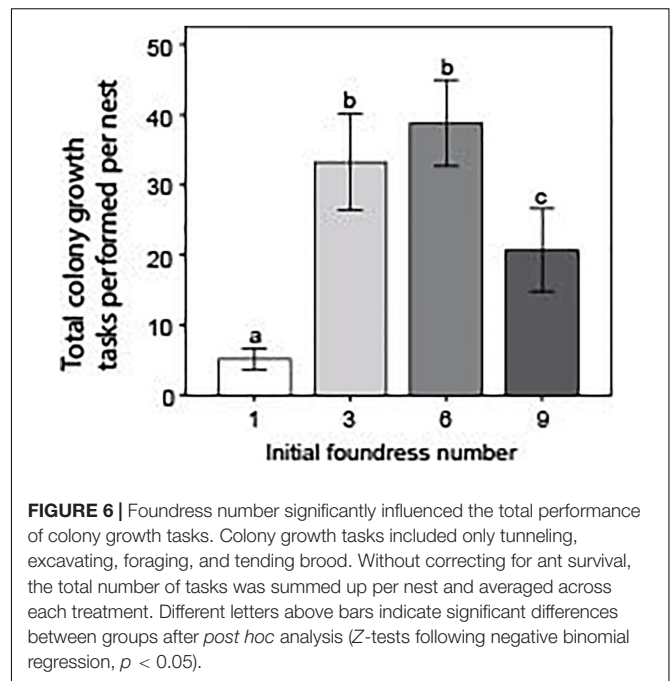 50
40
30
20
10
0
Total colony growth
tasks performed per nest
a
b
b
c
1 3 6 9
Initial foundress number
FIGURE 6 | Foundress number significantly influenced the total performance
of colony growth tasks. Colony growth tasks included only tunneling,
excavating, foraging, and tending brood. Without correcting for ant survival,
the total number of tasks was summed up per nest and averaged across
each treatment. Different letters above bars indicate significant differences
between groups after post hoc analysis (Z-tests following negative binomial
regression, p < 0.05).